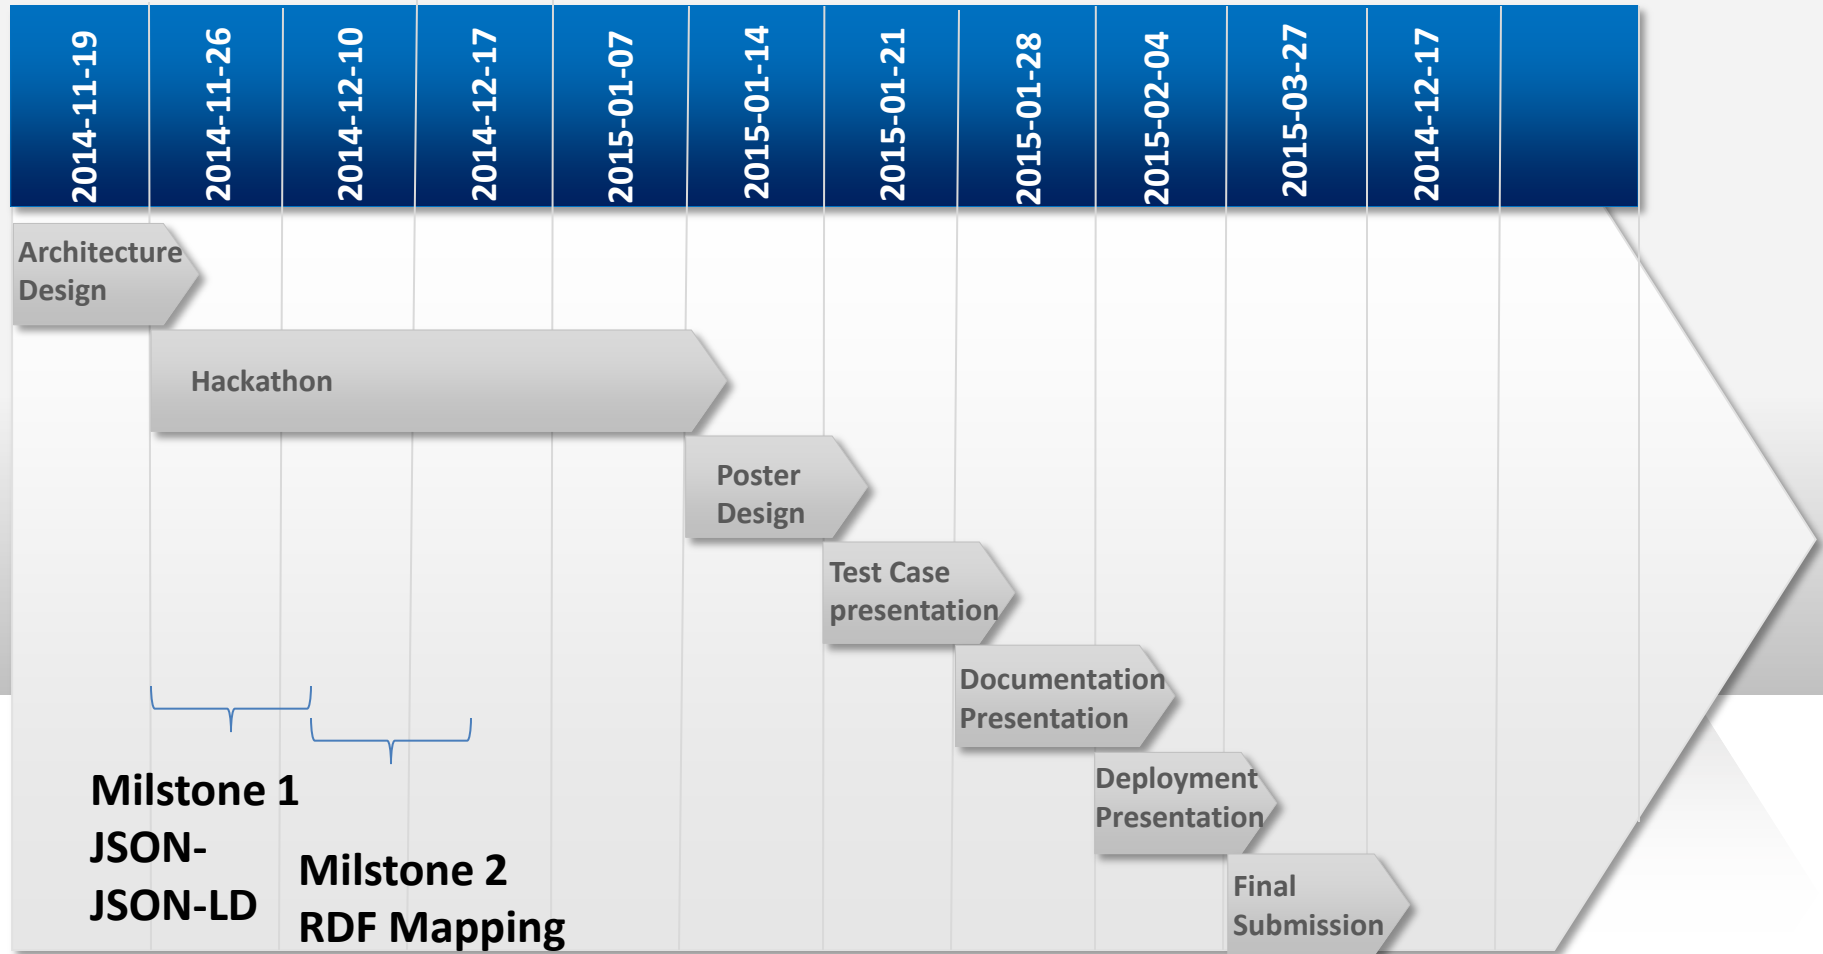 2014-11-19
2014-11-26
2014-12-10
2014-12-17
2015-01-07
2015-01-14
2015-01-21
2015-01-28
2015-02-04
2015-03-27
2014-12-17
Architecture
Design
Hackathon
Poster
Design
Test Case
presentation
Documentation
Presentation
Deployment
Presentation
Final
Submission
Milstone 1
JSON-
JSON-LD
Milstone 2
RDF Mapping